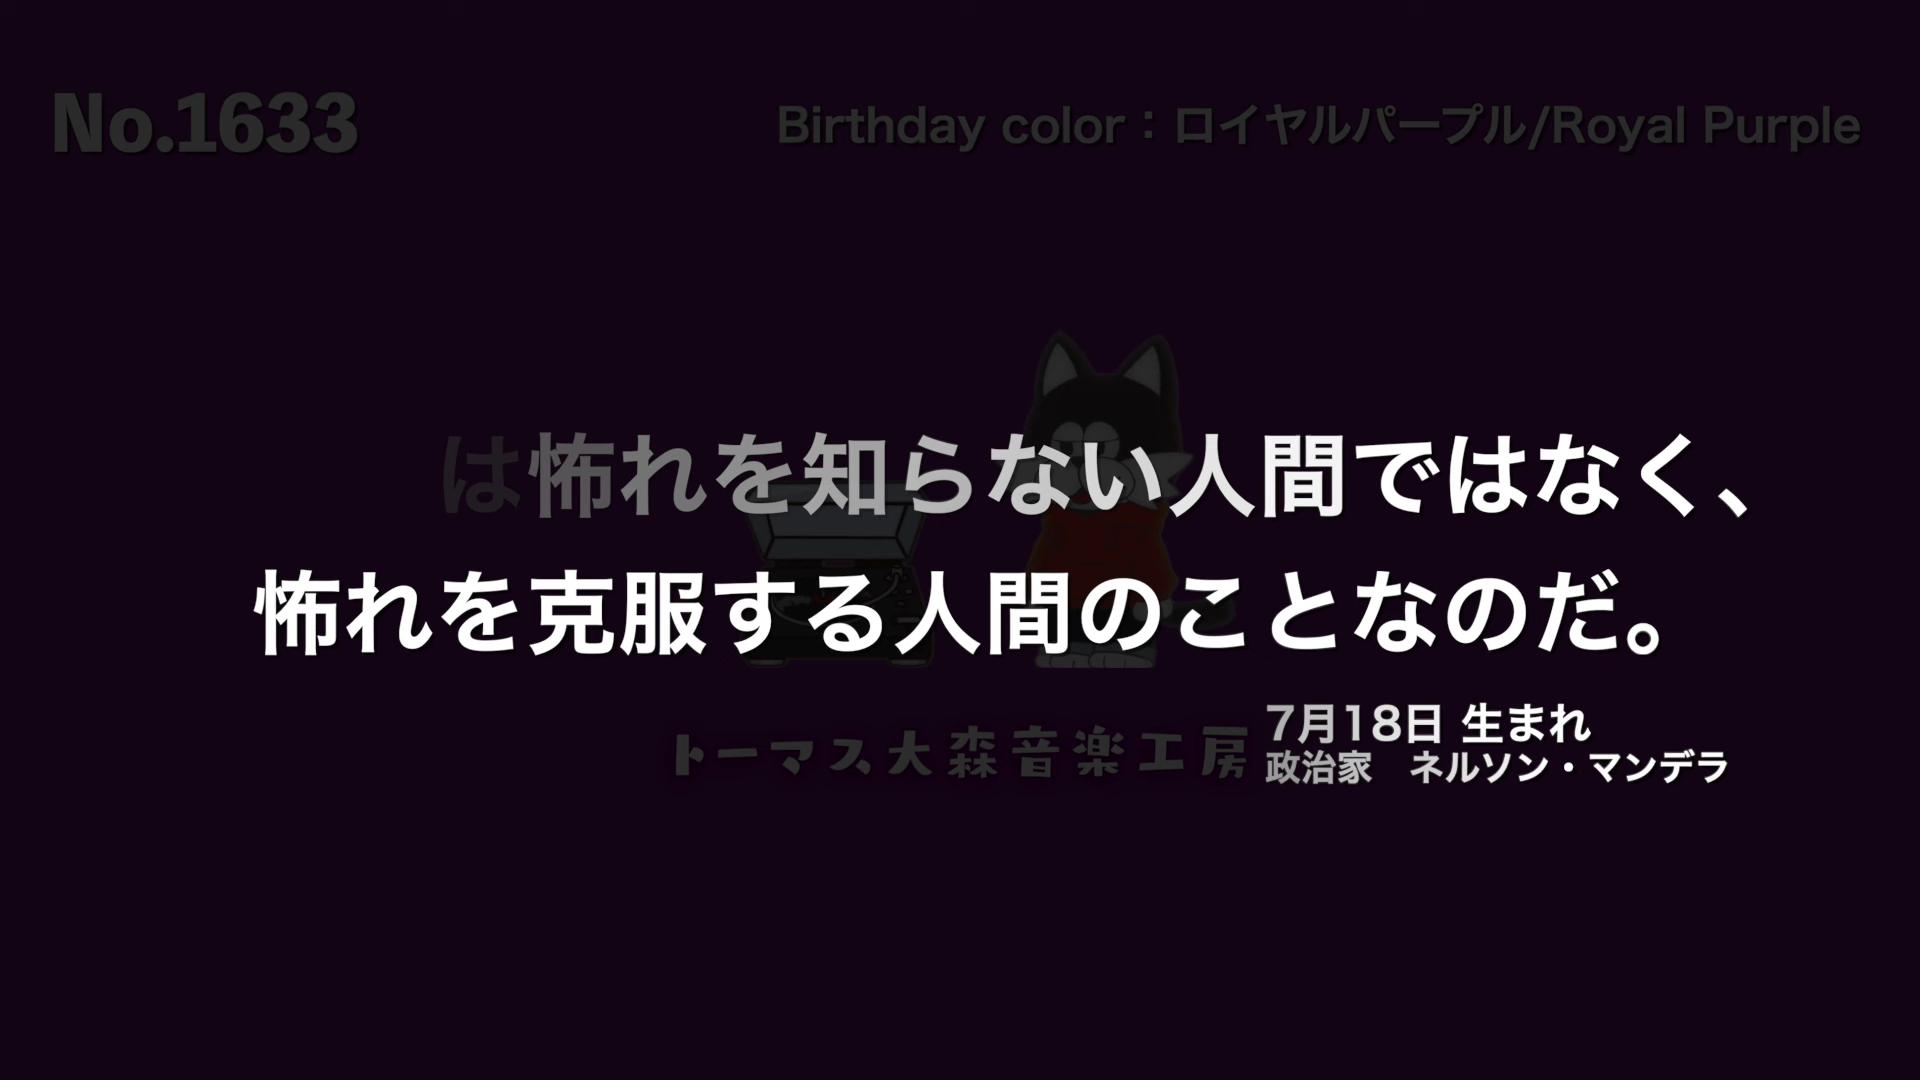 No.1633
Birthday color：ロイヤルパープル/Royal Purple
は怖れを知らない人間ではなく、
怖れを克服する人間のことなのだ。
7月18日 生まれ
政治家　ネルソン・マンデラ
トーマス大森音楽工房